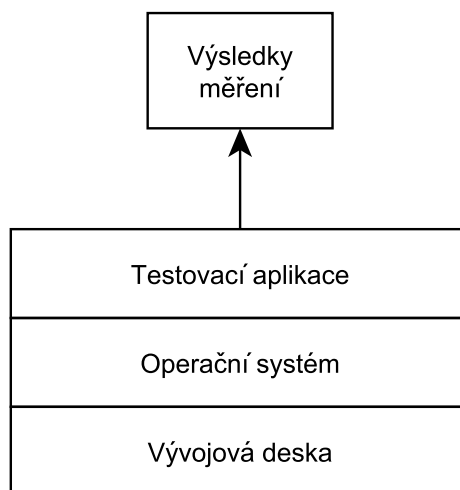 Výsledky
měření
Testovací aplikace
Operační systém
Vývojová deska